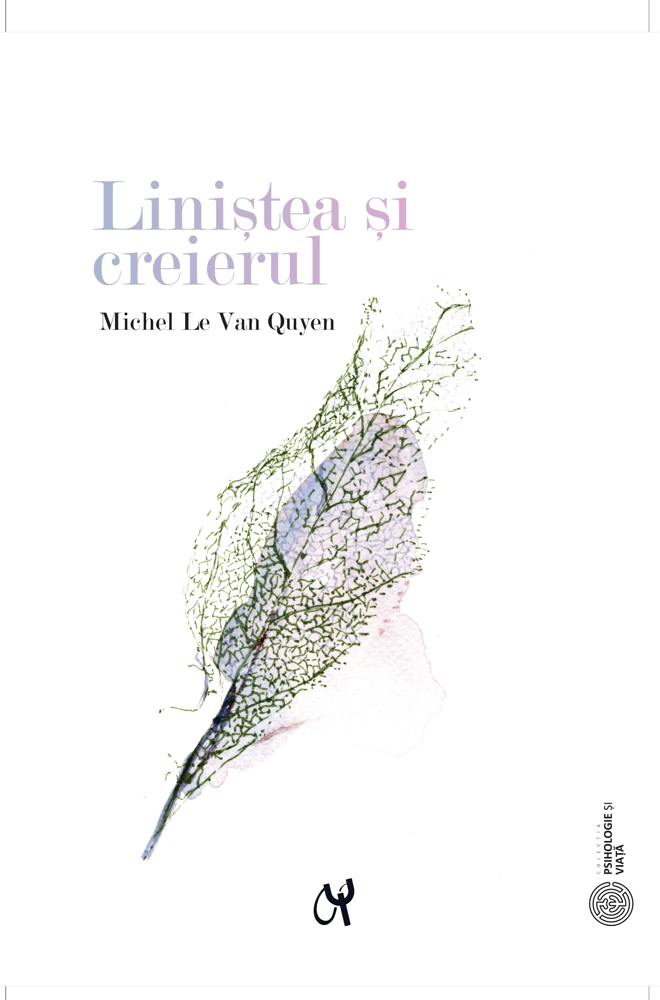 Liniștea și
creierul
Michel Le Van Quyen
COLECȚIA
PSIHOLOGIE ȘI
VIAȚĂ